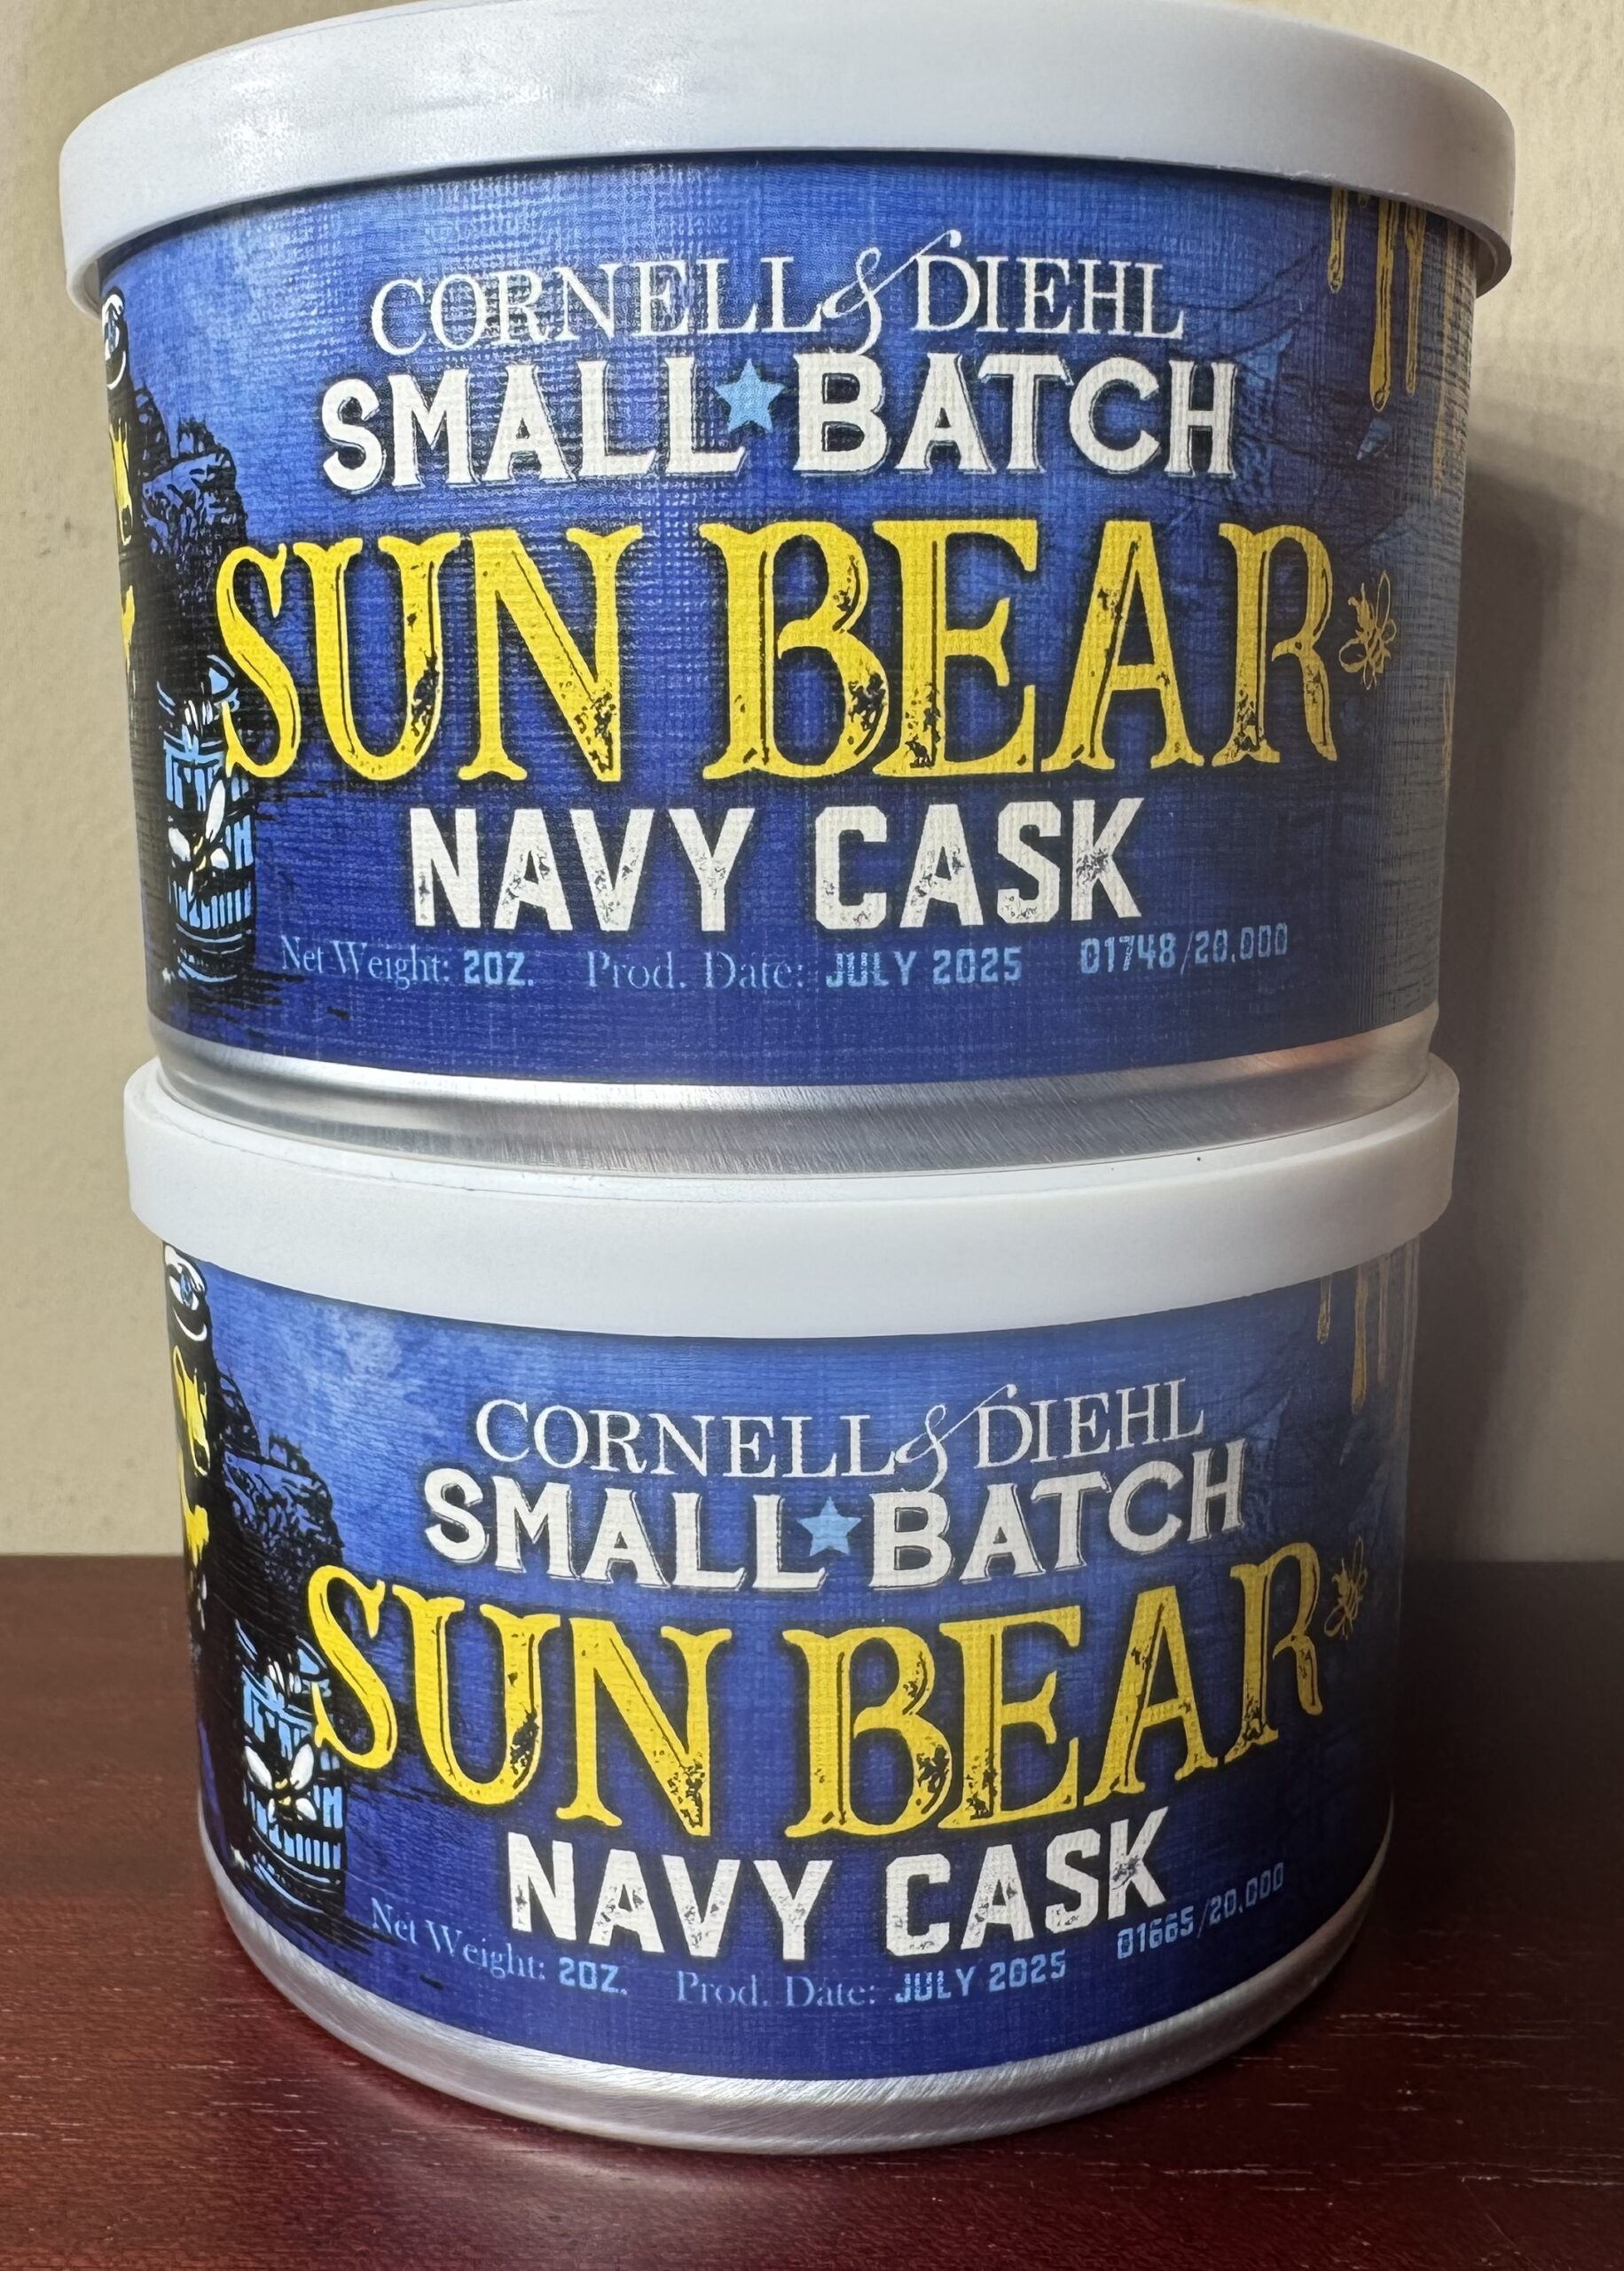 CORNELL & DIEHL
SMALL BATCH
SUN BEAR
NAVY CASK
Net Weight: 2OZ. Prod. Date: JULY 2025 01748/20,000
CORNELL & DIEHL
SMALL BATCH
SUN BEAR
NAVY CASK
Net Weight: 2OZ. Prod. Date: JULY 2025 01665/20,000